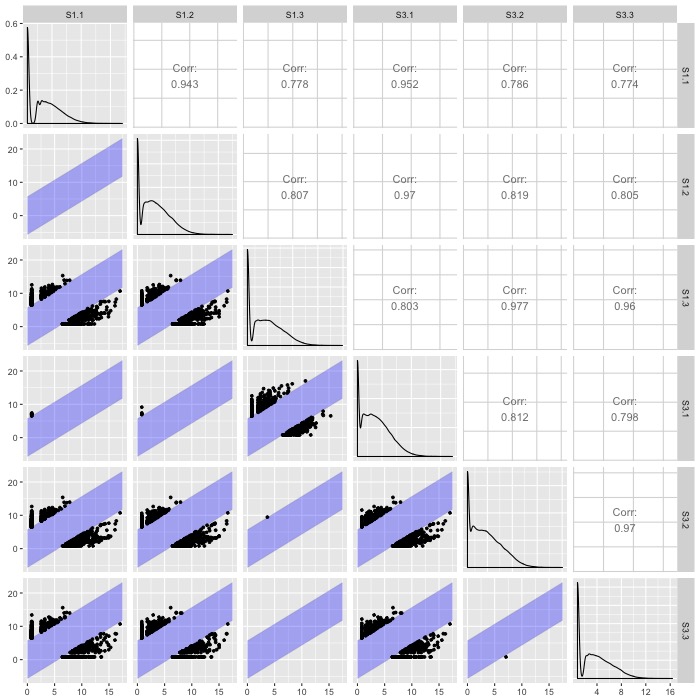 S1.1 S1.2 S1.3 S3.1 S3.2 S3.3
0.6
0.4
0.2
0.0
Corr:
0.943
Corr:
0.778
Corr:
0.952
Corr:
0.786
Corr:
0.774
S1.1
20
10
0
Corr:
0.807
Corr:
0.97
Corr:
0.819
Corr:
0.805
S1.2
20
10
0
Corr:
0.803
Corr:
0.977
Corr:
0.96
S1.3
20
10
0
Corr:
0.812
Corr:
0.798
S3.1
20
10
0
Corr:
0.97
S3.2
20
10
0
S3.3
0 5 10 15 0 5 10 15 0 5 10 15 0 5 10 15 0 5 10 15 4 8 12 16